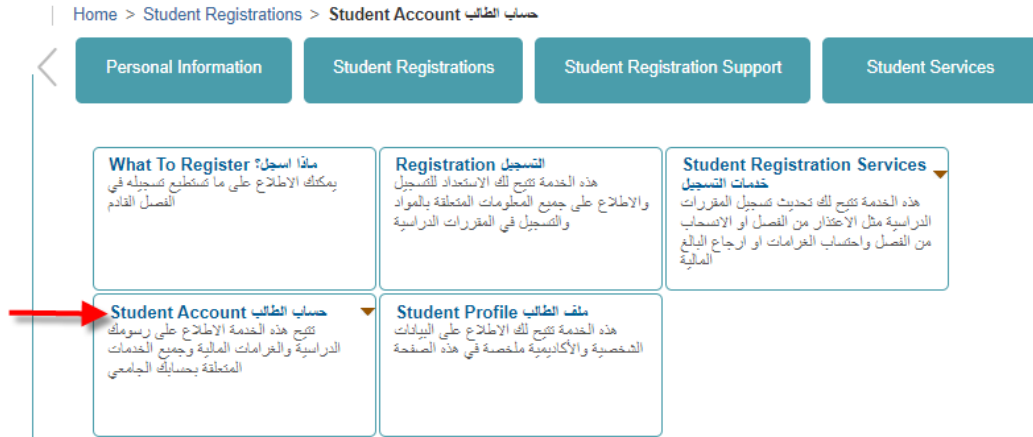 Home > Student Registrations > Student Account حساب الطالب
Personal Information
Student Registrations
Student Registration Support
Student Services
What To Register ماذا اسجل؟
يمكنك الاطلاع على ما تستطيع تسجيله في
الفصل القادم
Registration التسجيل
هذه الخدمة تتيح لك الاستعداد للتسجيل
والاطلاع على جميع المعلومات المتعلقة بالمواد
والتسجيل في المقررات الدراسية
Student Registration Services
خدمات التسجيل
هذه الخدمة تتيح لك تحديث تسجيل المقررات
الدراسية مثل الاعتذار من الفصل او الانسحاب
من الفصل واحتساب الغرامات او ارجاع البالغ
المالية
Student Account حساب الطالب
تتيح هذه الخدمة الاطلاع على رسومك
الدراسية والغرامات المالية وجميع الخدمات
المتعلقة بحسابك الجامعي
Student Profile ملف الطالب
هذه الخدمة تتيح لك الاطلاع على البيانات
الشخصية والأكاديمية ملخصة في هذه الصفحة